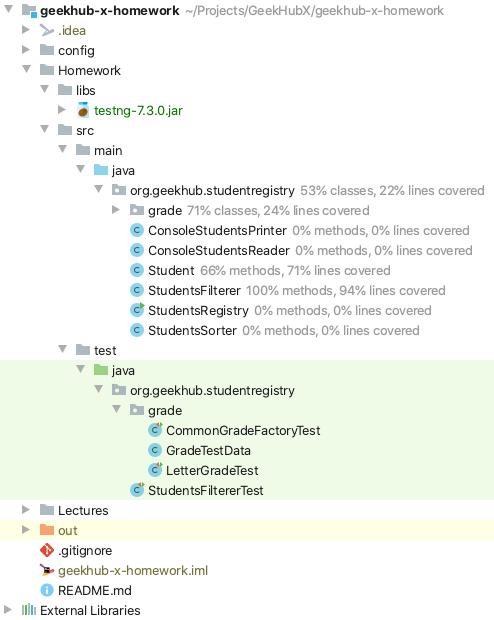 geekhub-x-homework ~/Projects/GeekHubX/geekhub-x-homework
.idea
config
Homework
libs
testng-7.3.0.jar
src
main
java
org.geekhub.studentregistry 53% classes, 22% lines covered
grade 71% classes, 24% lines covered
ConsoleStudentsPrinter 0% methods, 0% lines covered
ConsoleStudentsReader 0% methods, 0% lines covered
Student 66% methods, 71% lines covered
StudentsFilterer 100% methods, 94% lines covered
StudentsRegistry 0% methods, 0% lines covered
StudentsSorter 0% methods, 0% lines covered
test
java
org.geekhub.studentregistry
grade
CommonGradeFactoryTest
GradeTestData
LetterGradeTest
StudentsFiltererTest
Lectures
out
.gitignore
geekhub-x-homework.iml
README.md
External Libraries